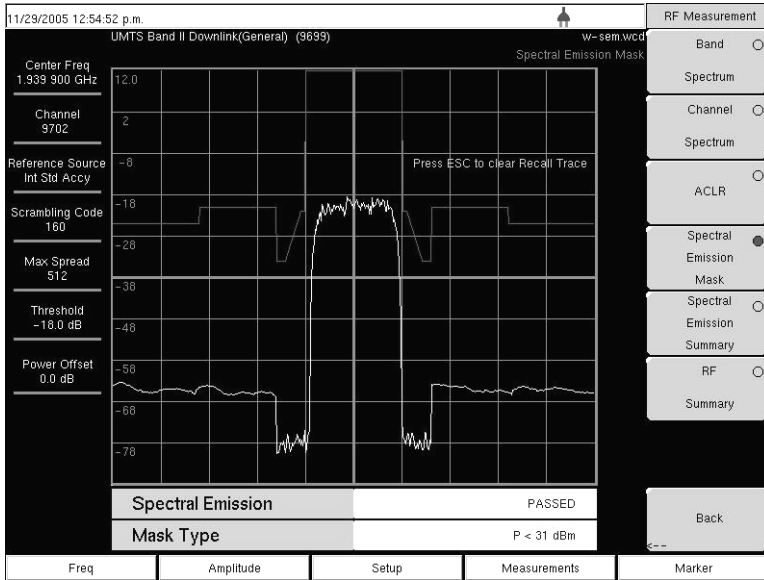 11/29/2005 12:54:52 p.m.
RF Measurement
UMTS Band II Downlink(General) (9699)
w-sem.wcd
Spectral Emission Mask
Center Freq
1.939 900 GHz
Channel
9702
Reference Source
Int Std Accy
Scrambling Code
160
Max Spread
512
Threshold
-18.0 dB
Power Offset
0.0 dB
12.0
2
-8
-18
-28
-38
-48
-58
-68
-78
Press ESC to clear Recall Trace
Spectral Emission
PASSED
Mask Type
P < 31 dBm
Band
Spectrum
Channel
Spectrum
ACLR
Spectral
Emission
Mask
Spectral
Emission
Summary
RF
Summary
Back
<--
Freq
Amplitude
Setup
Measurements
Marker